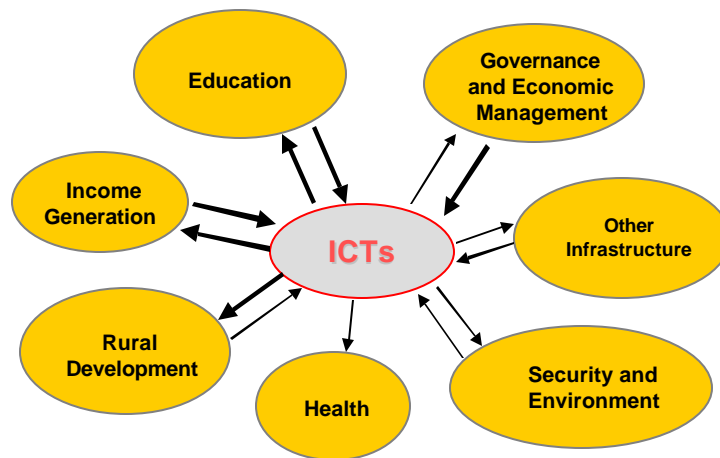 Education
Governance
and Economic
Management
Income
Generation
ICTs
Other
Infrastructure
Rural
Development
Health
Security and
Environment